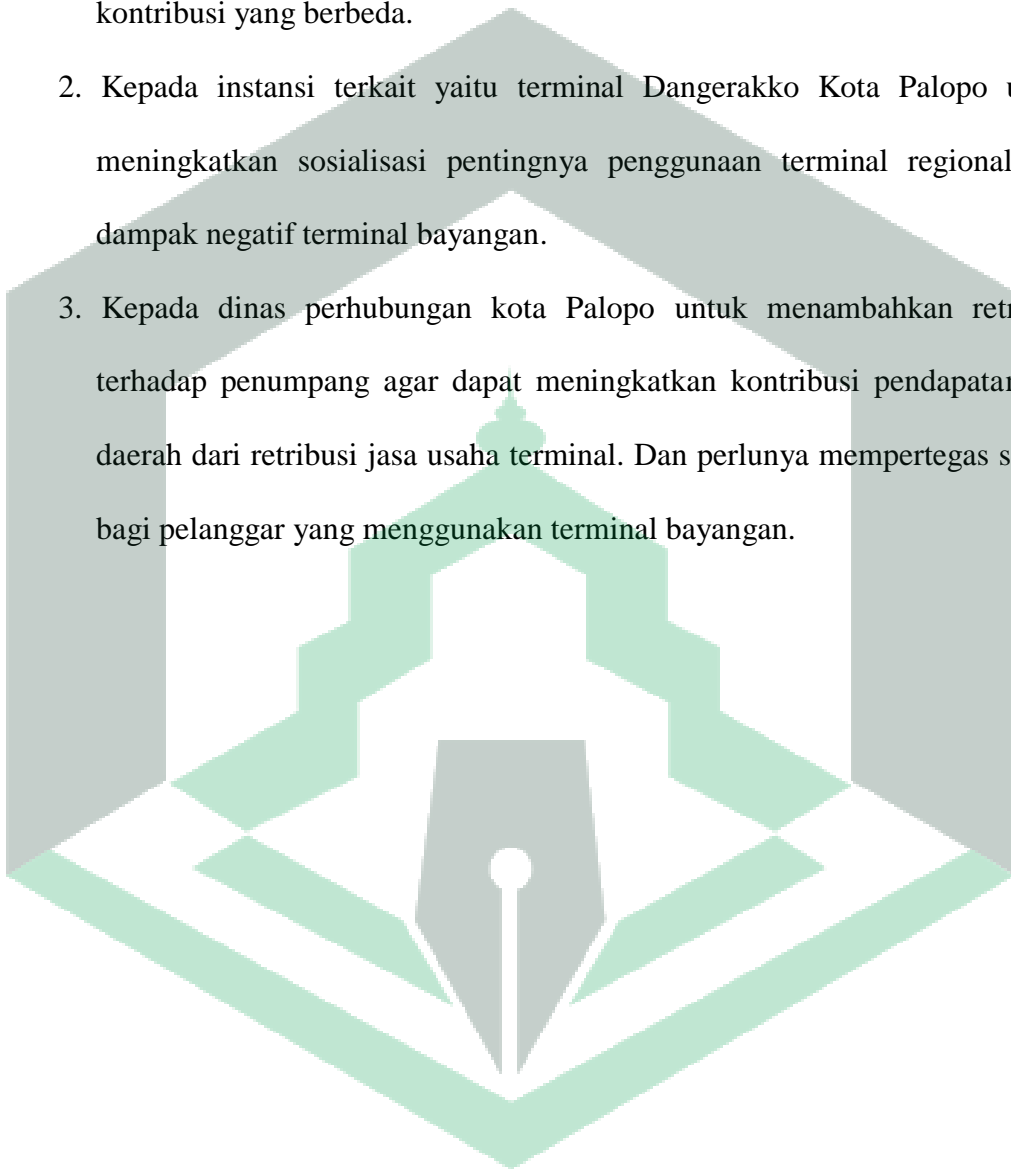 kontribusi yang berbeda.
2. Kepada instansi terkait yaitu terminal Dangerakko Kota Palopo
meningkatkan sosialisasi pentingnya penggunaan terminal regional
dampak negatif terminal bayangan.
3. Kepada dinas perhubungan kota Palopo untuk menambahkan
terhadap penumpang agar dapat meningkatkan kontribusi pendapatan
daerah dari retribusi jasa usaha terminal. Dan perlunya mempertegas
bagi pelanggar yang menggunakan terminal bayangan.